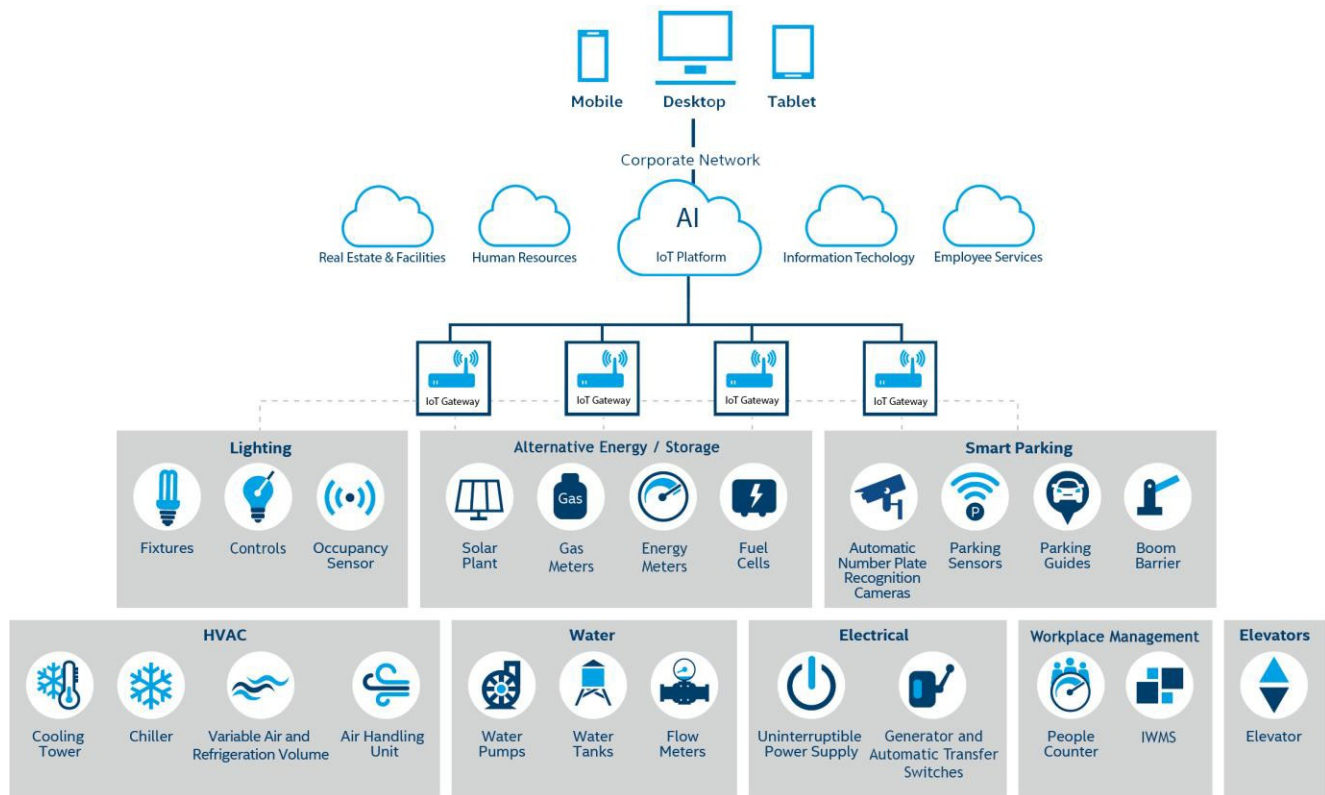 Mobile
Desktop
Tablet
Corporate Network
AI
IoT Platform
Real Estate & Facilities
Human Resources
Information Techology
Employee Services
IoT Gateway
IoT Gateway
IoT Gateway
IoT Gateway
Lighting
Fixtures
Controls
Occupancy
Sensor
Alternative Energy / Storage
Solar
Plant
Gas
Gas
Meters
Energy
Meters
Fuel
Cells
Smart Parking
Automatic
Number Plate
Recognition
Cameras
P
Parking
Sensors
Parking
Guides
Boom
Barrier
HVAC
Cooling
Tower
Chiller
Variable Air and
Refrigeration Volume
Air Handling
Unit
Water
Water
Pumps
Water
Tanks
Flow
Meters
Electrical
Uninterruptible
Power Supply
Generator and
Automatic Transfer
Switches
Workplace Management
People
Counter
IWMS
Elevators
Elevator